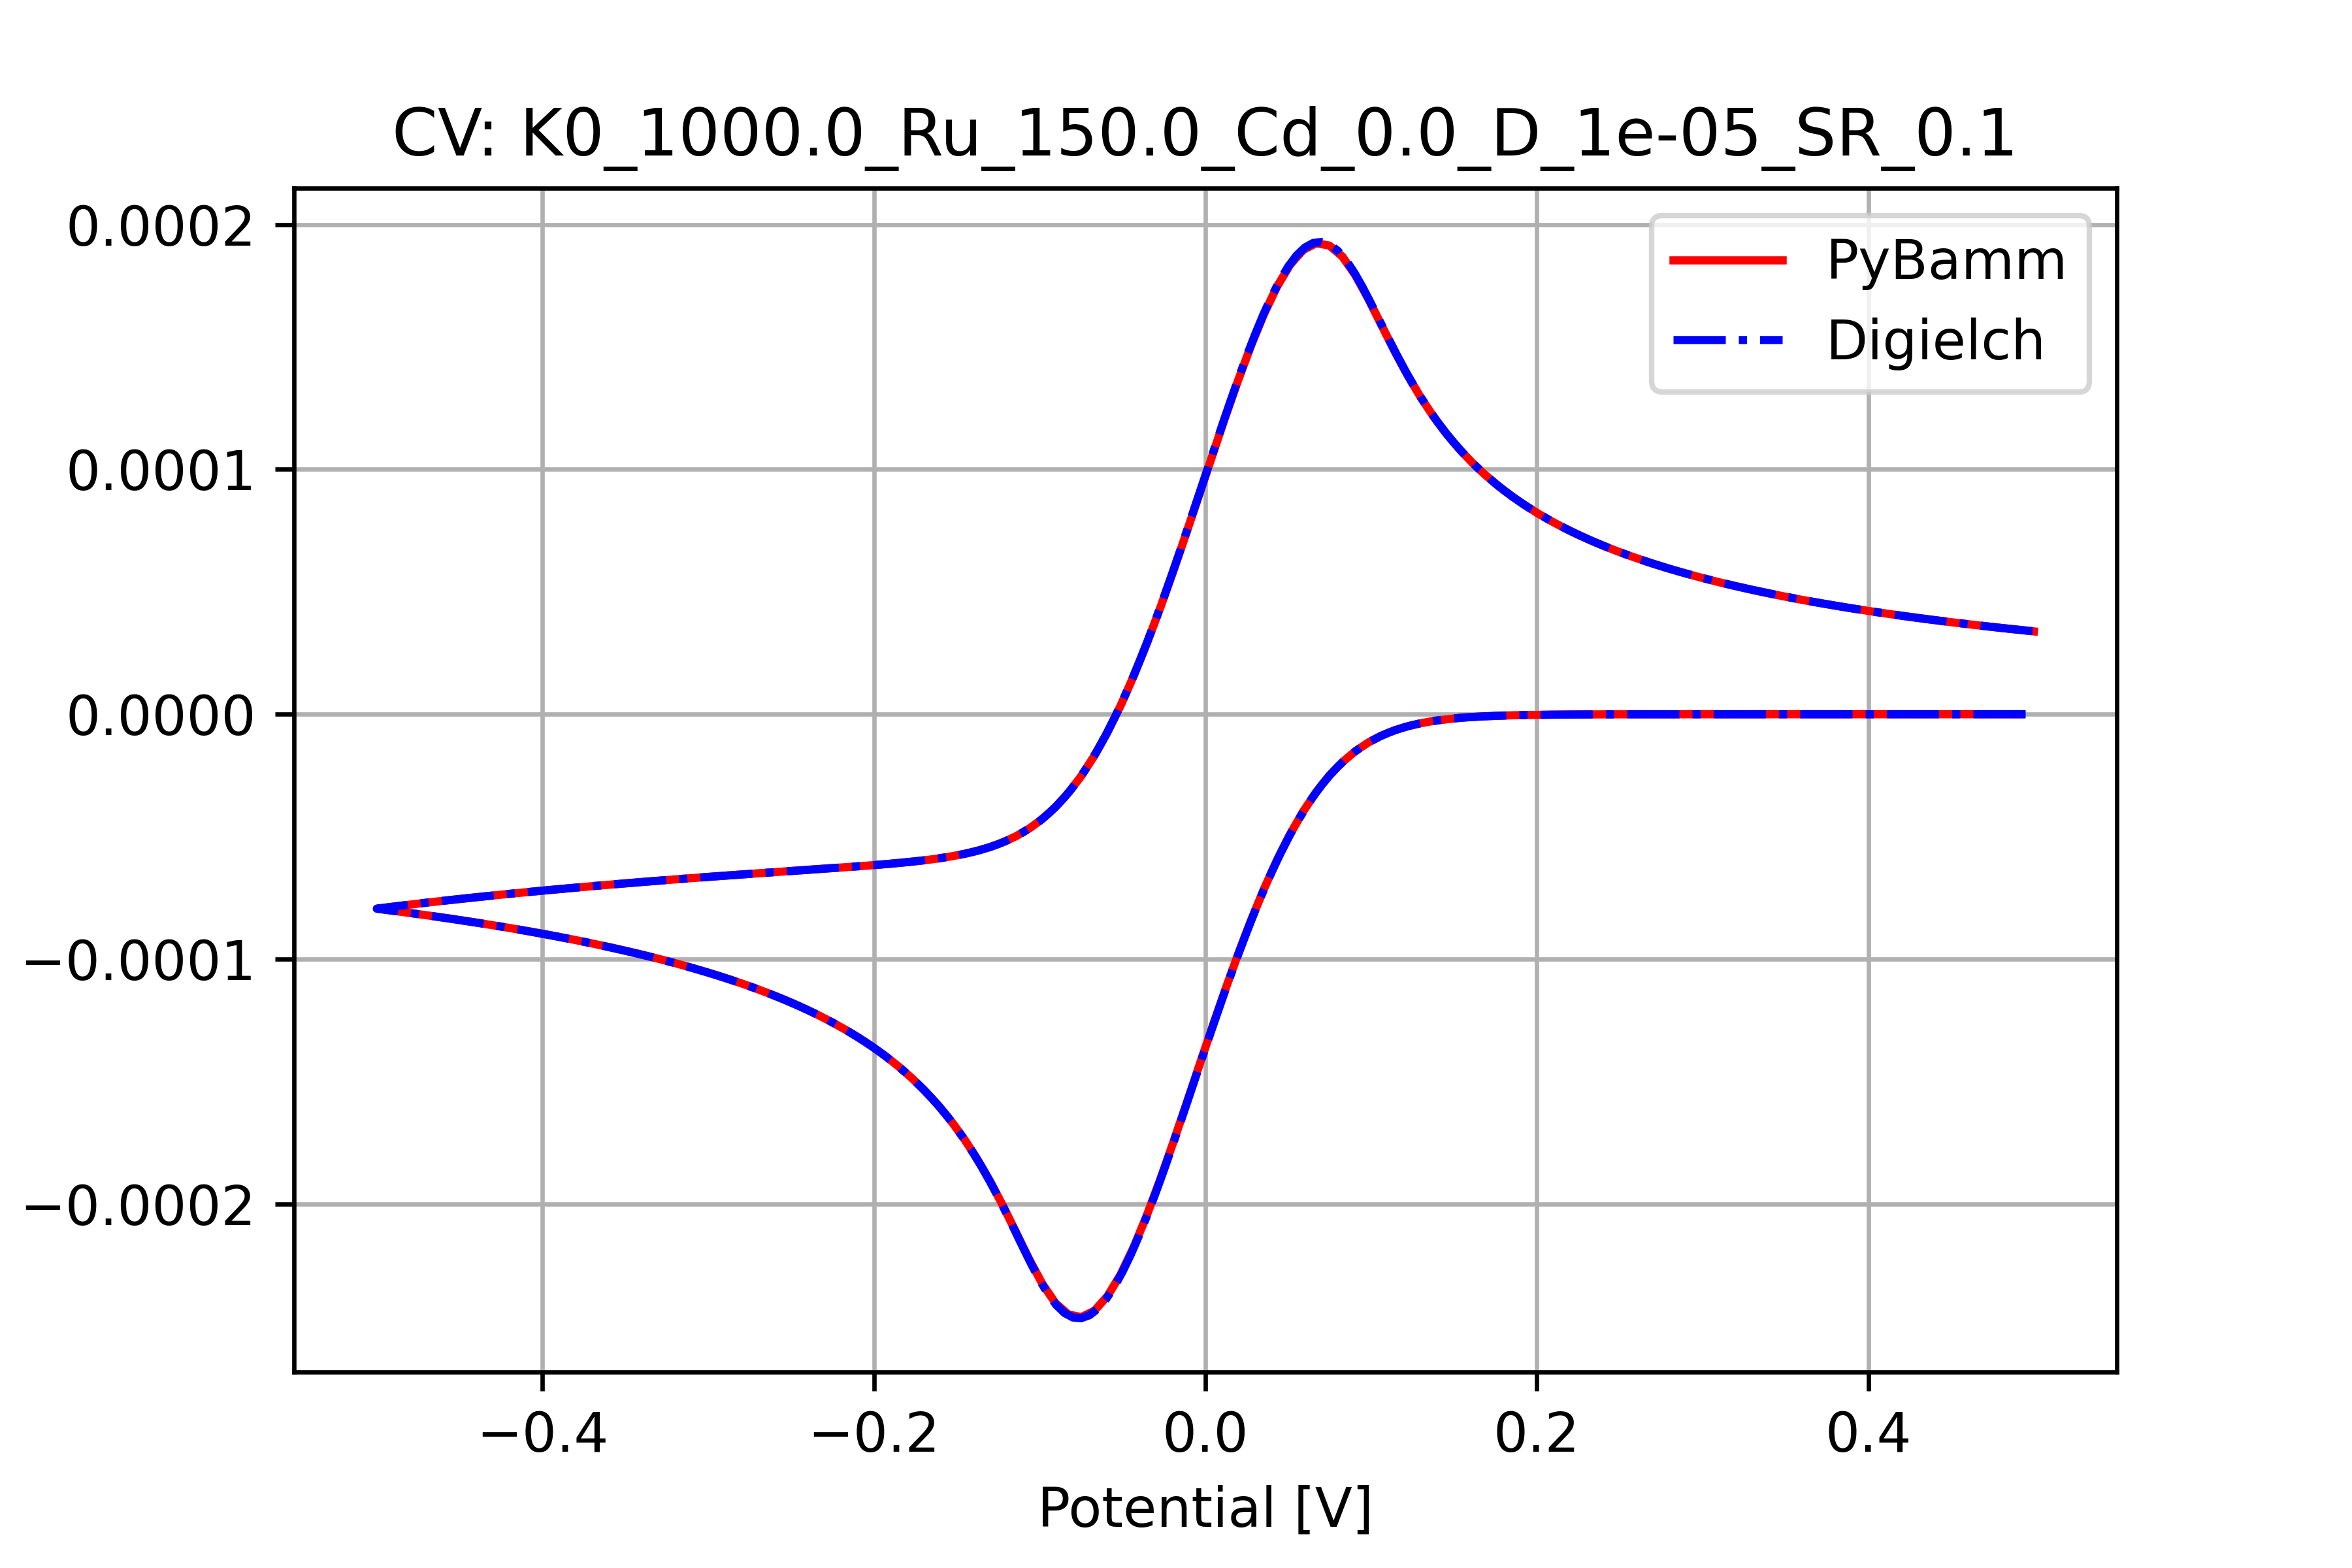 CV: K0_1000.0_Ru_150.0_Cd_0.0_D_1e-05_SR_0.1
0.0002
0.0001
0.0000
−0.0001
−0.0002
PyBamm
Digielch
−0.4 −0.2 0.0 0.2 0.4
Potential [V]